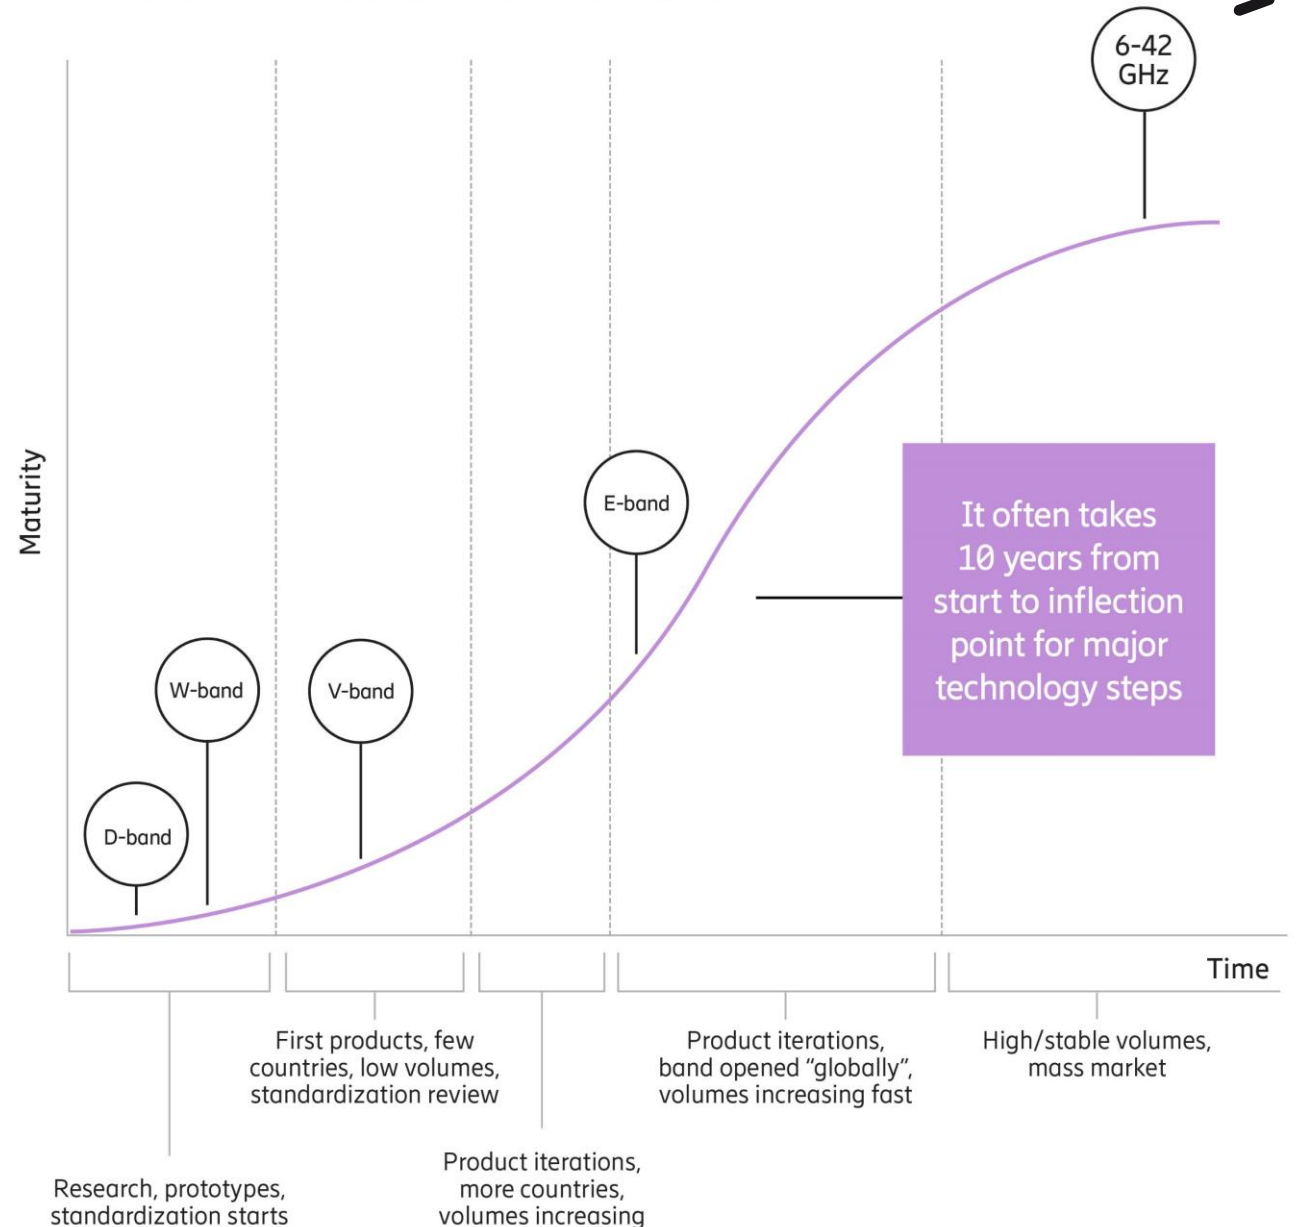 6-42
GHz
Maturity
E-band
W-band
V-band
D-band
It often takes
10 years from
start to inflection
point for major
technology steps
Time
First products, few
countries, low volumes,
standardization review
Product iterations,
band opened “globally“,
volumes increasing fast
High/stable volumes,
mass market
Research, prototypes,
standardization starts
Product iterations,
more countries,
volumes increasing